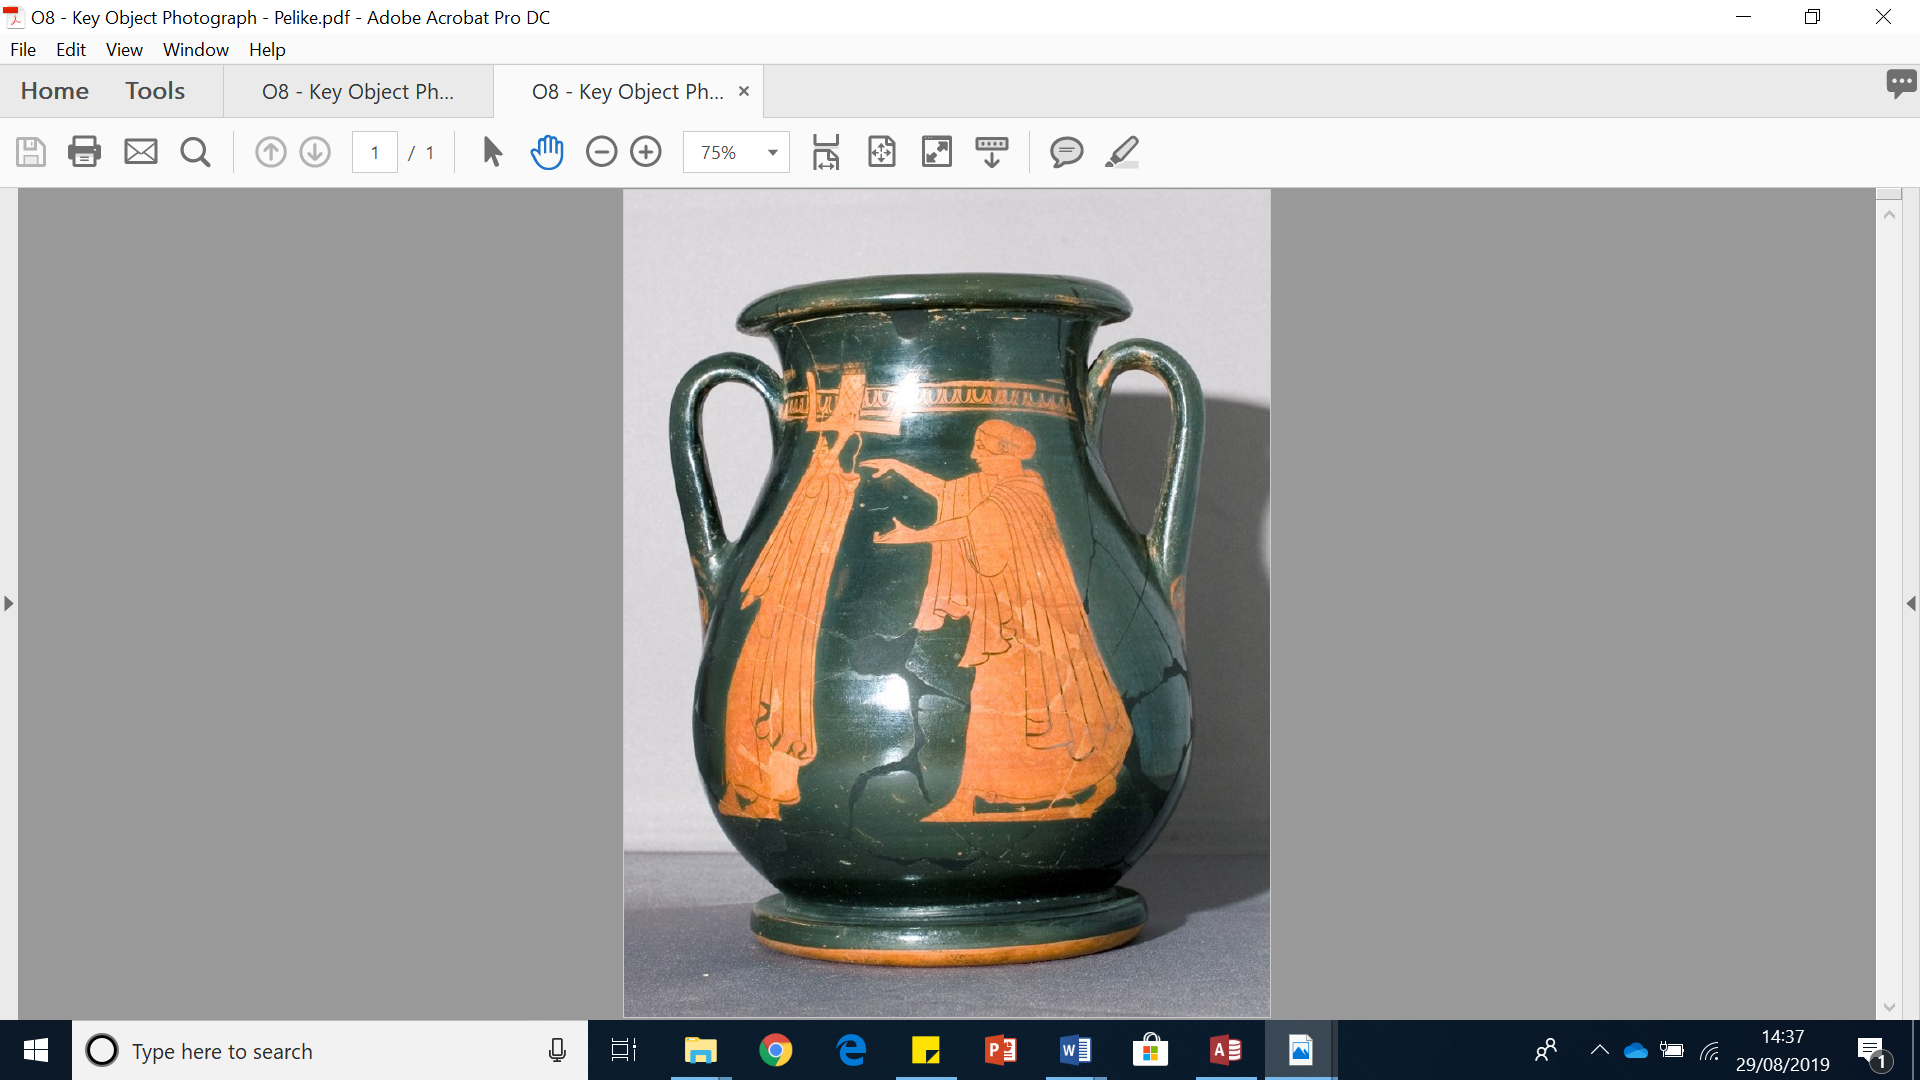 O8 - Key Object Photograph - Pelike.pdf - Adobe Acrobat Pro DC
File Edit View Window Help
Home Tools O8 - Key Object Ph... O8 - Key Object Ph... ×
1 / 1 75%
Type here to search
14:37
29/08/2019
1